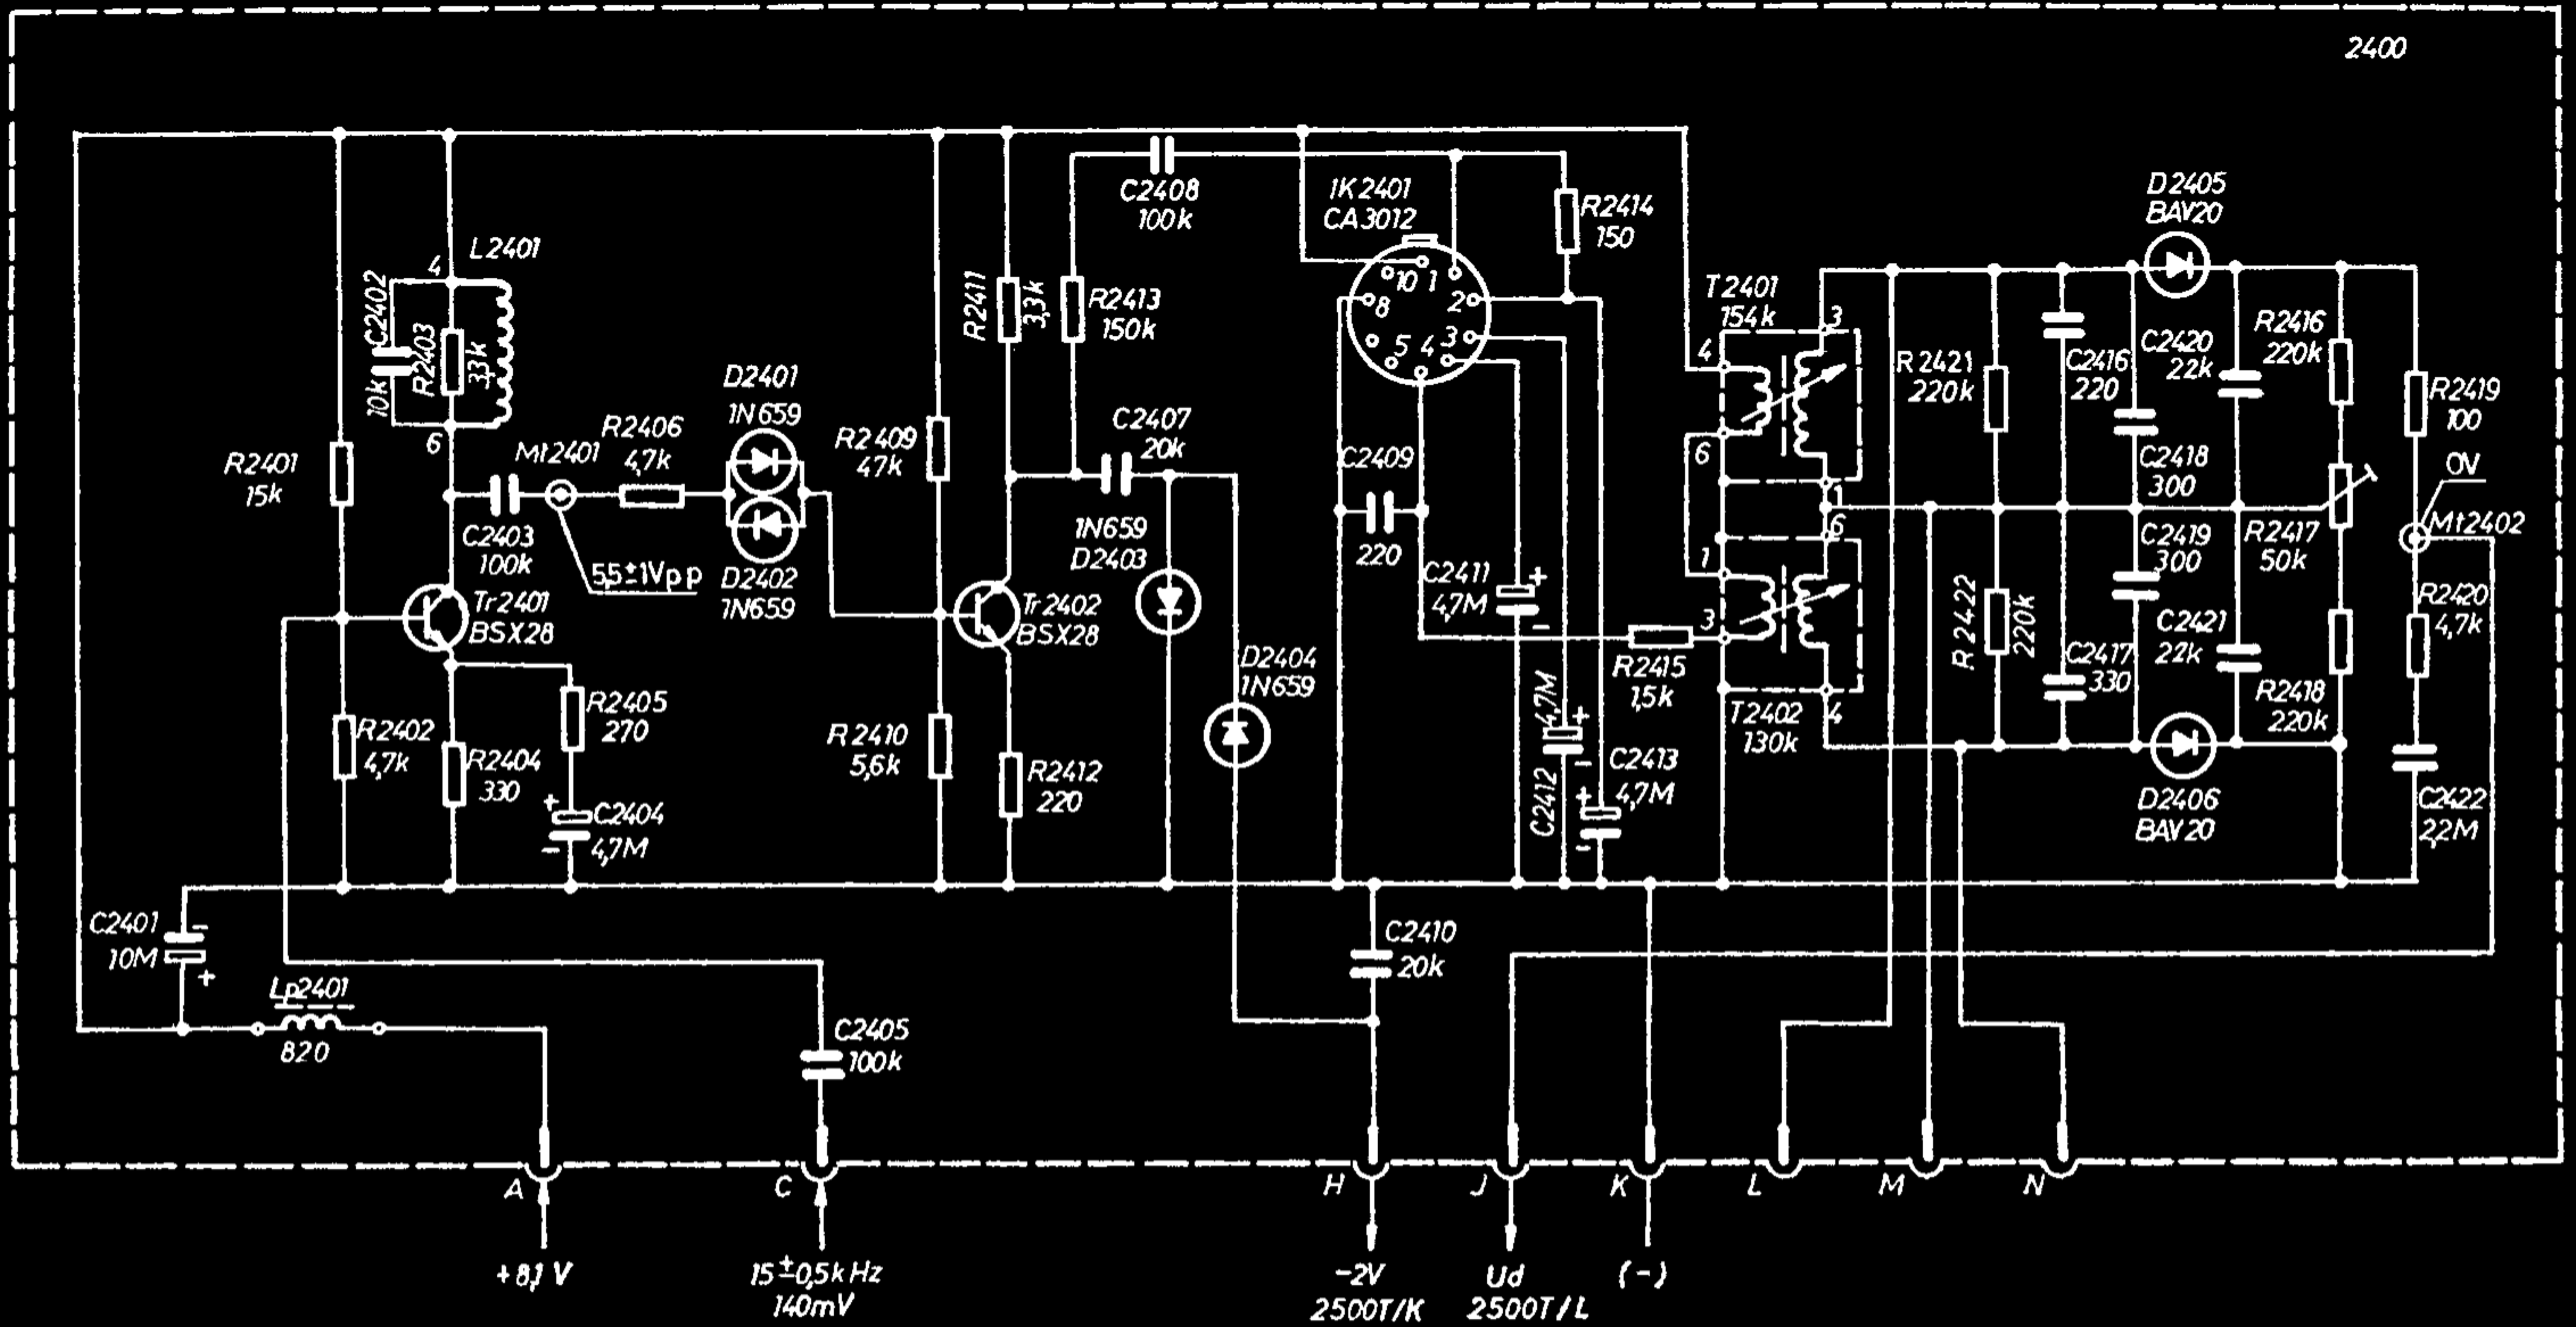 2400
L2401
4
C2402
10k
R2403
3,3k
6
R2401
15k
Mt2401
R2406
4,7k
D2401
1N659
C2403
100k
5,5±1Vpp
D2402
1N659
Tr2401
BSX28
R2402
4,7k
R2404
330
R2405
270
+
C2404
4,7M
-
C2401
10M
-
+
Lp2401
820
C2405
100k
R2409
47k
R2410
5,6k
R2411
3,3k
R2413
150k
C2408
100k
C2407
20k
1N659
D2403
Tr2402
BSX28
R2412
220
D2404
1N659
1K2401
CA3012
10
1
2
3
4
5
8
R2414
150
C2409
220
C2411
4,7M
+
-
C2412
4,7M
+
-
C2413
4,7M
+
-
R2415
1,5k
C2410
20k
T2401
154k
4
3
6
1
6
1
3
4
T2402
130k
R2421
220k
R2422
220k
C2416
220
C2417
330
D2405
BAV20
C2420
22k
C2418
300
C2419
300
C2421
22k
D2406
BAV20
R2416
220k
R2417
50k
R2418
220k
R2419
100
0V
Mt2402
R2420
4,7k
C2422
2,2M
A
C
H
J
K
L
M
N
+8,1 V
15±0,5kHz
140mV
-2V
2500T/K
Ud
2500T/L
(-)